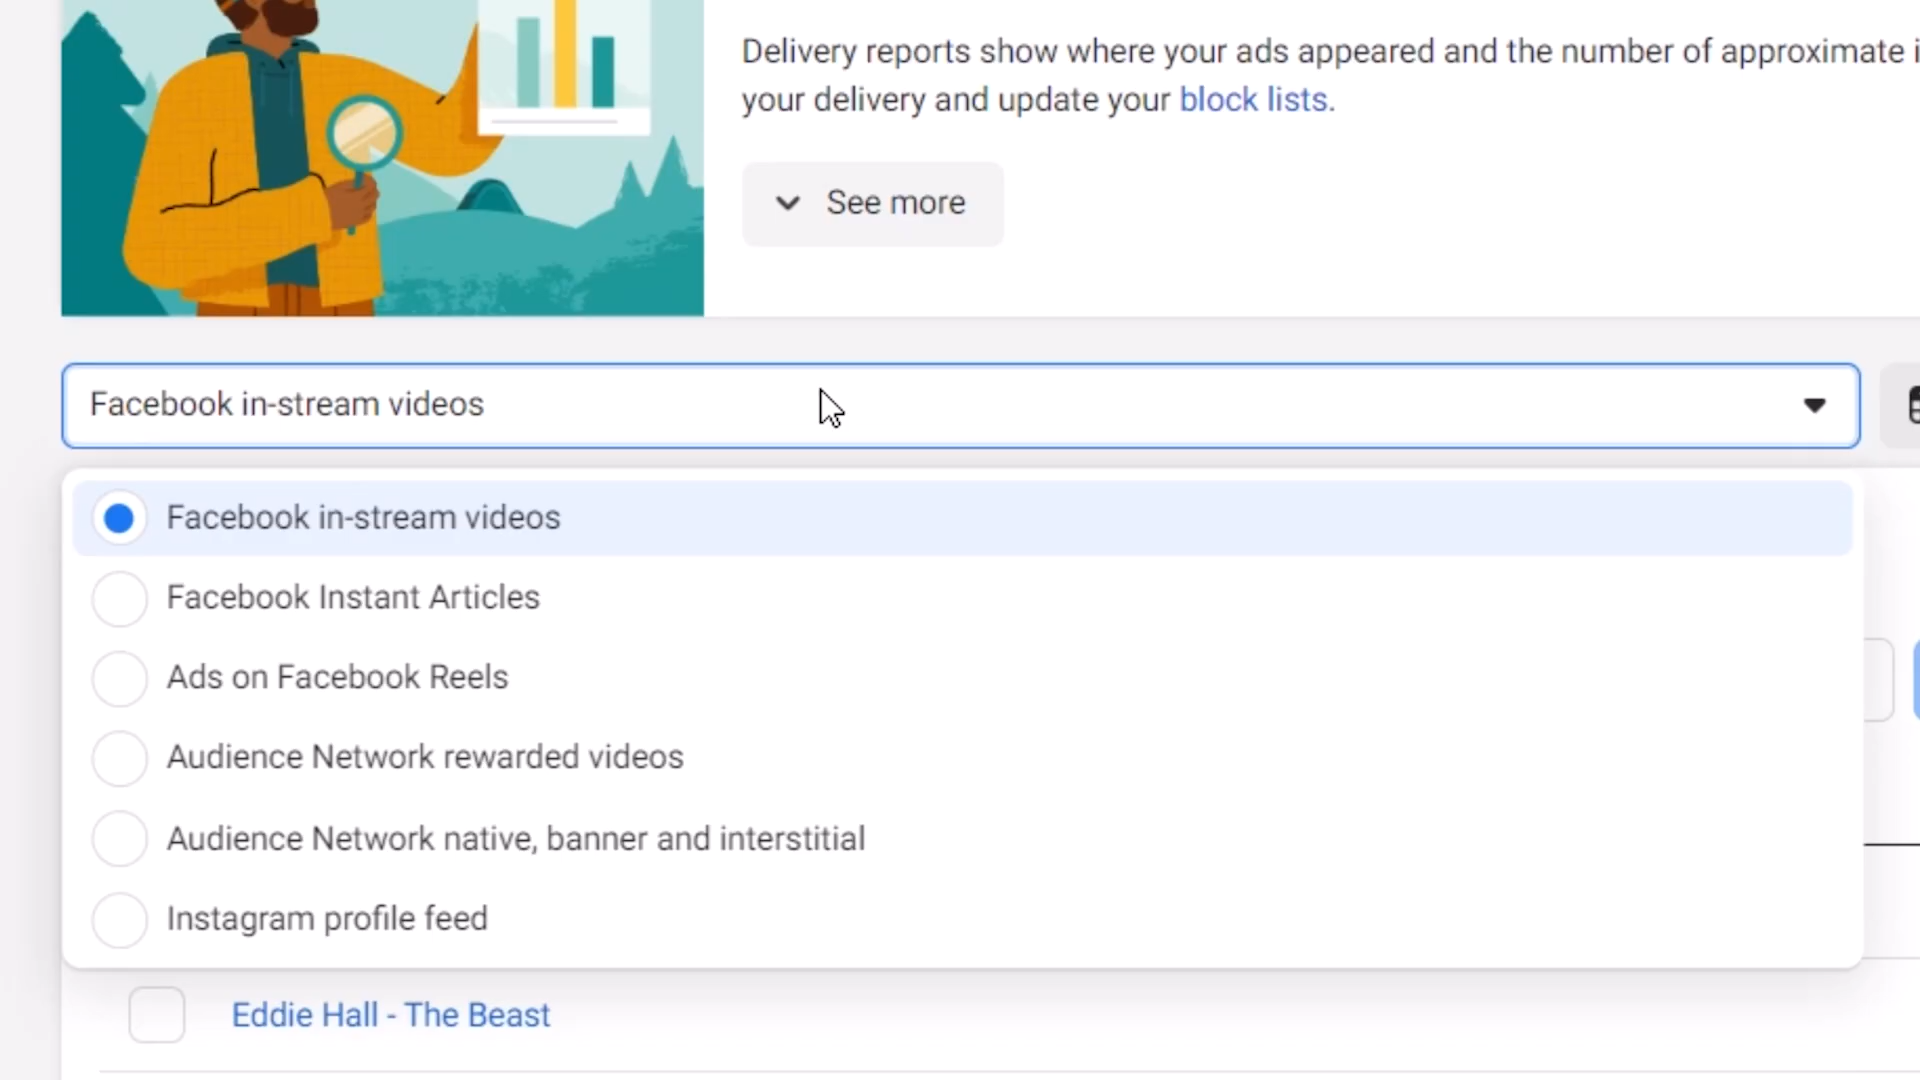 Delivery reports show where your ads appeared and the number of approximate
your delivery and update your block lists.
See more
Facebook in-stream videos
Facebook in-stream videos
Facebook Instant Articles
Ads on Facebook Reels
Audience Network rewarded videos
Audience Network native, banner and interstitial
Instagram profile feed
Eddie Hall - The Beast